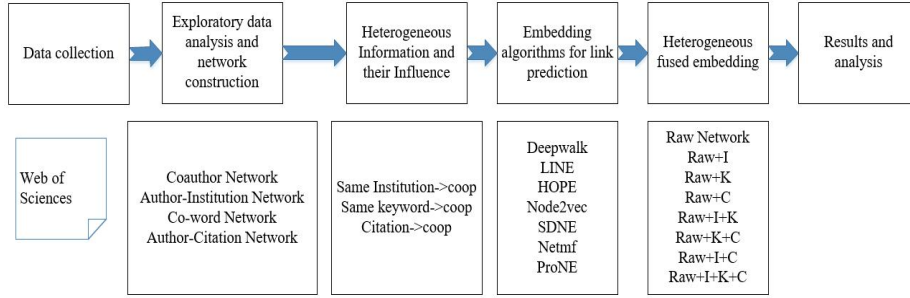 Data collection
Exploratory data
analysis and
network
construction
Heterogeneous
Information and
their Influence
Embedding
algorithms for link
prediction
Heterogeneous
fused embedding
Results and
analysis
Web of
Sciences
Coauthor Network
Author-Institution Network
Co-word Network
Author-Citation Network
Same Institution->coop
Same keyword->coop
Citation->coop
Deepwalk
LINE
HOPE
Node2vec
SDNE
Netmf
ProNE
Raw Network
Raw+I
Raw+K
Raw+C
Raw+I+K
Raw+K+C
Raw+I+C
Raw+I+K+C